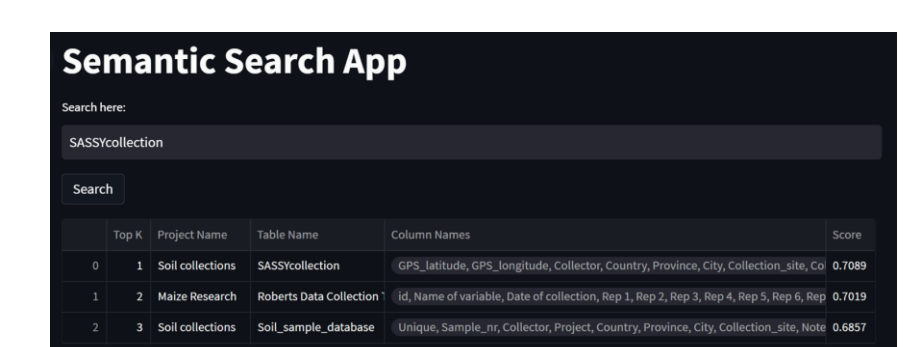 Semantic Search App
Search here:
SASSYcollection
Search
Top K Project Name Table Name Column Names Score
0 1 Soil collections SASSYcollection GPS_latitude, GPS_longitude, Collector, Country, Province, City, Collection_site, Co 0.7089
1 2 Maize Research Roberts Data Collection id, Name of variable, Date of collection, Rep 1, Rep 2, Rep 3, Rep 4, Rep 5, Rep 6, Rep 0.7019
2 3 Soil collections Soil_sample_database Unique, Sample_nr, Collector, Project, Country, Province, City, Collection_site, Note 0.6857